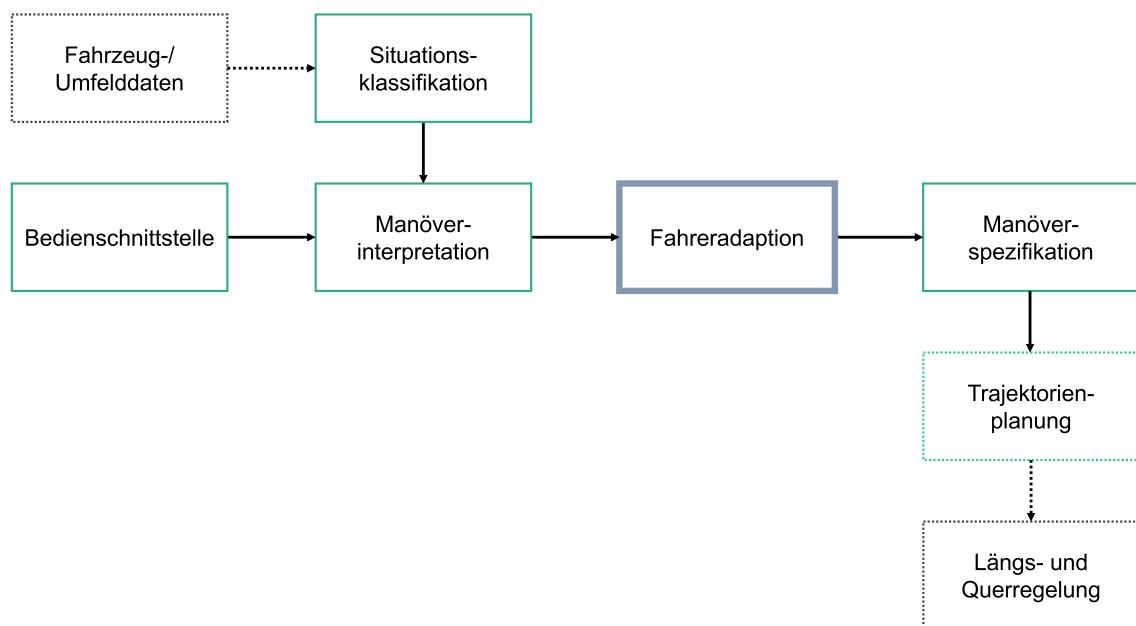 Fahrzeug-/
Umfelddaten
Situations-
klassifikation
Bedienschnittstelle
Manöver-
interpretation
Fahreradaption
Manöver-
spezifikation
Trajektorien-
planung
Längs- und
Querregelung